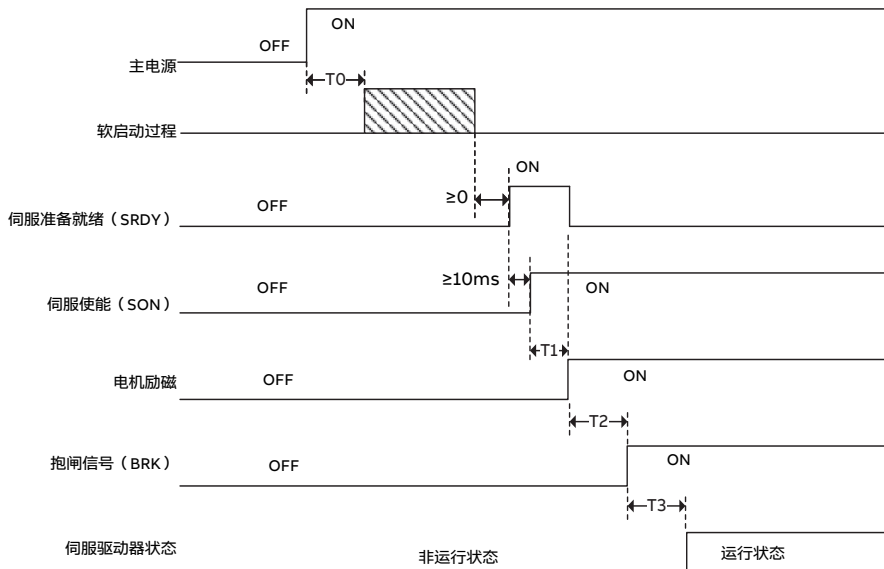 ON
OFF
主电源
T0
软启动过程
ON
≥0
OFF
伺服准备就绪（SRDY）
≥10ms
OFF
ON
伺服使能（SON）
T1
电机励磁
OFF
ON
T2
抱闸信号（BRK）
OFF
ON
T3
伺服驱动器状态
非运行状态
运行状态